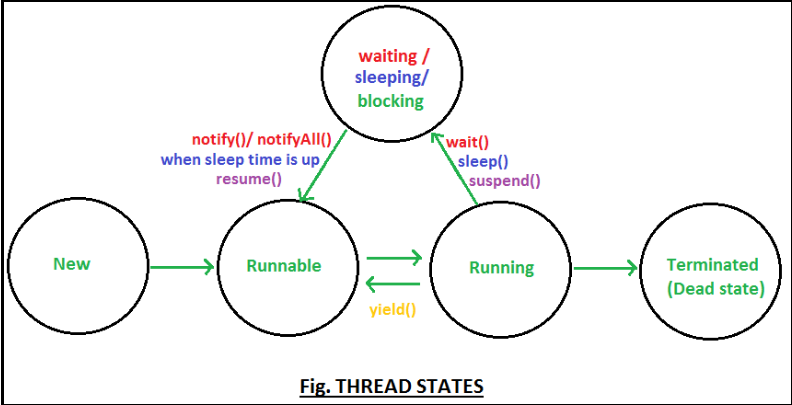 waiting /
sleeping/
blocking
notify()/ notifyAll()
when sleep time is up
resume()
wait()
sleep()
suspend()
New
Runnable
Running
Terminated
(Dead state)
yield()
Fig. THREAD STATES